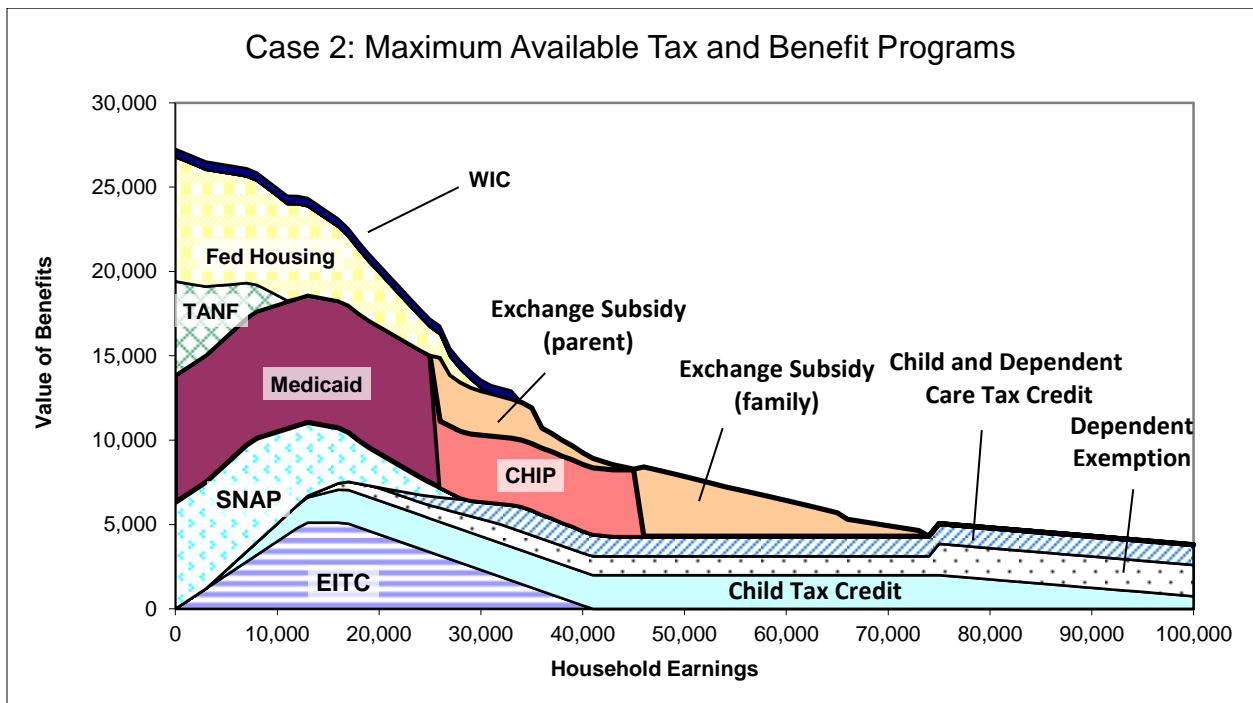 Case 2: Maximum Available Tax and Benefit Programs
30,000
25,000
20,000
15,000
10,000
5,000
0
Value of Benefits
WIC
Fed Housing
TANF
Exchange Subsidy
(parent)
Exchange Subsidy
(family)
Child and Dependent
Care Tax Credit
Dependent
Exemption
Medicaid
CHIP
SNAP
EITC
Child Tax Credit
0
10,000
20,000
30,000
40,000
50,000
60,000
70,000
80,000
90,000
100,000
Household Earnings